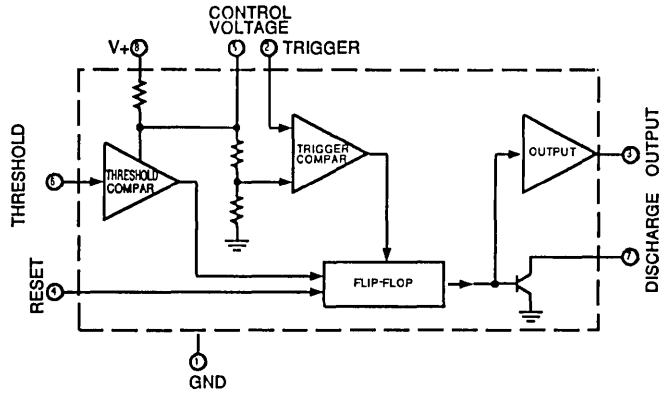 CONTROL
VOLTAGE
V+ 8
5
2 TRIGGER
THRESHOLD
6
THRESHOLD
COMPAR
TRIGGER
COMPAR
OUTPUT
3
OUTPUT
7
DISCHARGE
RESET
4
FLIP-FLOP
1
GND